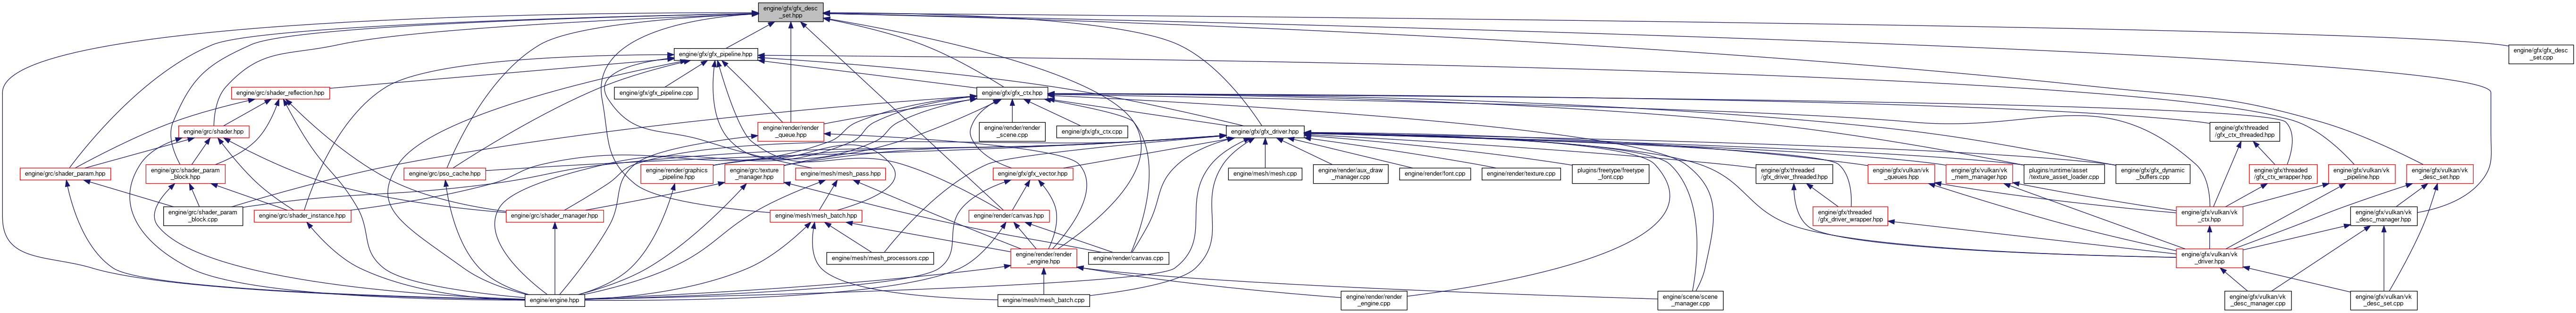 engine/gfx/gfx_desc
_set.hpp
engine/gfx/gfx_pipeline.hpp
engine/gfx/gfx_desc
_set.cpp
engine/grc/shader_reflection.hpp
engine/gfx/gfx_pipeline.cpp
engine/gfx/gfx_ctx.hpp
engine/grc/shader.hpp
engine/render/render
_queue.hpp
engine/render/render
_scene.cpp
engine/gfx/gfx_ctx.cpp
engine/gfx/gfx_driver.hpp
engine/gfx/threaded
/gfx_ctx_threaded.hpp
engine/grc/shader_param.hpp
engine/grc/shader_param
_block.hpp
engine/grc/pso_cache.hpp
engine/render/graphics
_pipeline.hpp
engine/grc/texture
_manager.hpp
engine/mesh/mesh_pass.hpp
engine/gfx/gfx_vector.hpp
engine/mesh/mesh.cpp
engine/render/aux_draw
_manager.cpp
engine/render/font.cpp
engine/render/texture.cpp
plugins/freetype/freetype
_font.cpp
engine/gfx/threaded
/gfx_driver_threaded.hpp
engine/gfx/vulkan/vk
_queues.hpp
engine/gfx/vulkan/vk
_mem_manager.hpp
plugins/runtime/asset
/texture_asset_loader.cpp
engine/gfx/gfx_dynamic
_buffers.cpp
engine/gfx/threaded
/gfx_ctx_wrapper.hpp
engine/gfx/vulkan/vk
_pipeline.hpp
engine/gfx/vulkan/vk
_desc_set.hpp
engine/grc/shader_param
_block.cpp
engine/grc/shader_instance.hpp
engine/grc/shader_manager.hpp
engine/mesh/mesh_batch.hpp
engine/render/canvas.hpp
engine/gfx/threaded
/gfx_driver_wrapper.hpp
engine/gfx/vulkan/vk
_ctx.hpp
engine/gfx/vulkan/vk
_desc_manager.hpp
engine/mesh/mesh_processors.cpp
engine/render/render
_engine.hpp
engine/render/canvas.cpp
engine/gfx/vulkan/vk
_driver.hpp
engine/engine.hpp
engine/mesh/mesh_batch.cpp
engine/render/render
_engine.cpp
engine/scene/scene
_manager.cpp
engine/gfx/vulkan/vk
_desc_manager.cpp
engine/gfx/vulkan/vk
_desc_set.cpp